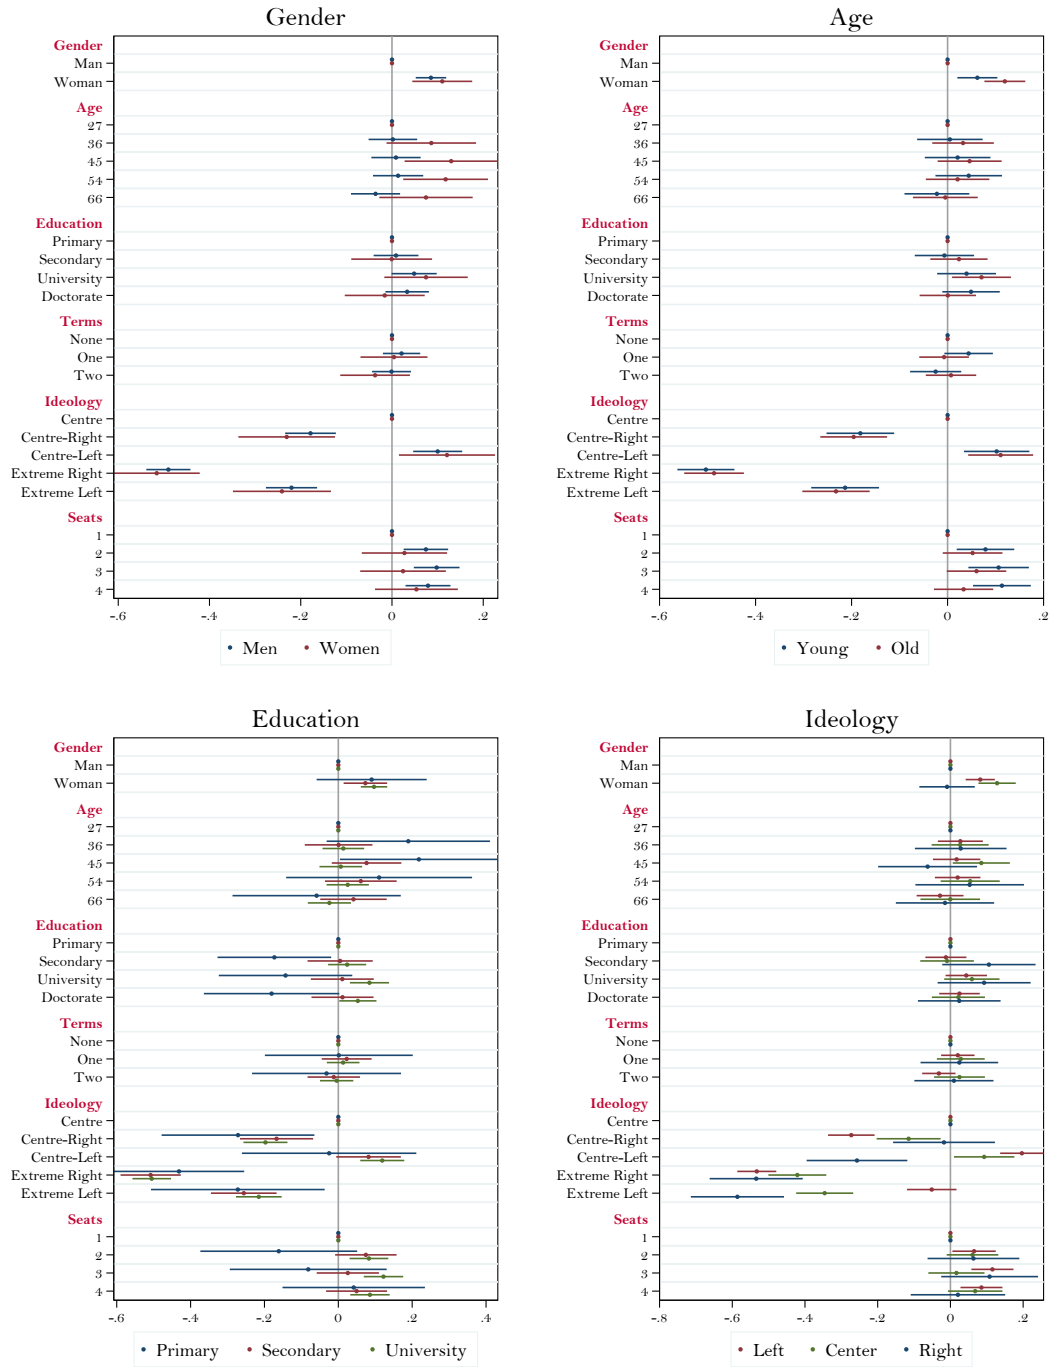 Gender
Gender
Man
Woman
Age
27
36
45
54
66
Education
Primary
Secondary
University
Doctorate
Terms
None
One
Two
Ideology
Centre
Centre-Right
Centre-Left
Extreme Right
Extreme Left
Seats
1
2
3
4
-.6 -.4 -.2 0 .2
Men Women
Age
Gender
Man
Woman
Age
27
36
45
54
66
Education
Primary
Secondary
University
Doctorate
Terms
None
One
Two
Ideology
Centre
Centre-Right
Centre-Left
Extreme Right
Extreme Left
Seats
1
2
3
4
-.6 -.4 -.2 0 .2
Young Old
Education
Gender
Man
Woman
Age
27
36
45
54
66
Education
Primary
Secondary
University
Doctorate
Terms
None
One
Two
Ideology
Centre
Centre-Right
Centre-Left
Extreme Right
Extreme Left
Seats
1
2
3
4
-.6 -.4 -.2 0 .2 .4
Primary Secondary University
Ideology
Gender
Man
Woman
Age
27
36
45
54
66
Education
Primary
Secondary
University
Doctorate
Terms
None
One
Two
Ideology
Centre
Centre-Right
Centre-Left
Extreme Right
Extreme Left
Seats
1
2
3
4
-.8 -.6 -.4 -.2 0 .2
Left Center Right